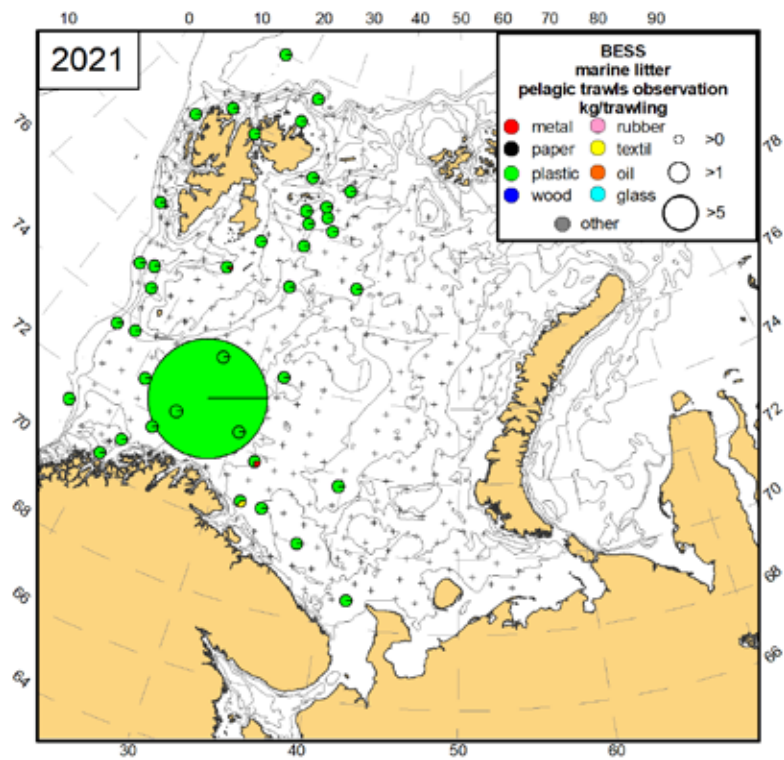 10 0 10 20 30 40 50 60 70 80 90
2021
BESS
marine litter
pelagic trawls observation
kg/trawling
metal rubber >0
paper textil
plastic oil >1
wood glass >5
other
76 78
74 76
72 74
70 72
68 70
66 68
64 66
30 40 50 60